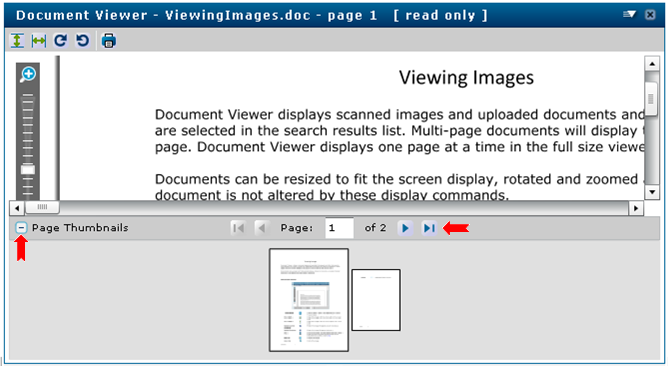 Document Viewer - ViewingImages.doc - page 1 [ read only ]
Viewing Images
Document Viewer displays scanned images and uploaded documents and
are selected in the search results list. Multi-page documents will display
page. Document Viewer displays one page at a time in the full size viewe
Documents can be resized to fit the screen display, rotated and zoomed
document is not altered by these display commands.
Page Thumbnails Page: 1 of 2